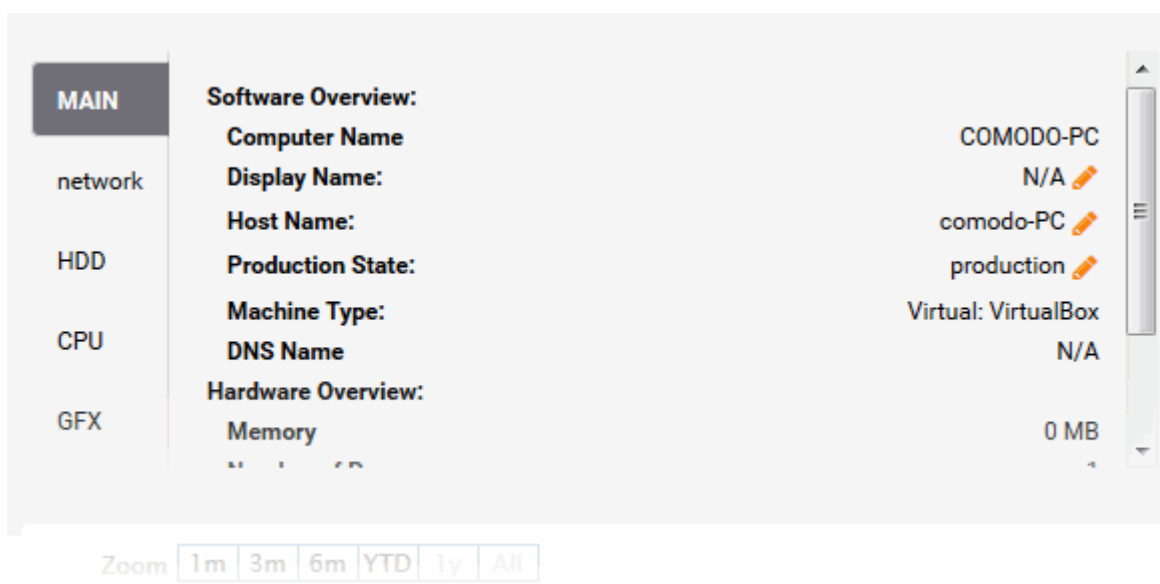 MAIN
network
HDD
CPU
GFX
Software Overview:
Computer Name COMODO-PC
Display Name: N/A
Host Name: comodo-PC
Production State: production
Machine Type: Virtual: VirtualBox
DNS Name N/A
Hardware Overview:
Memory 0 MB
Zoom 1m 3m 6m YTD 1y All